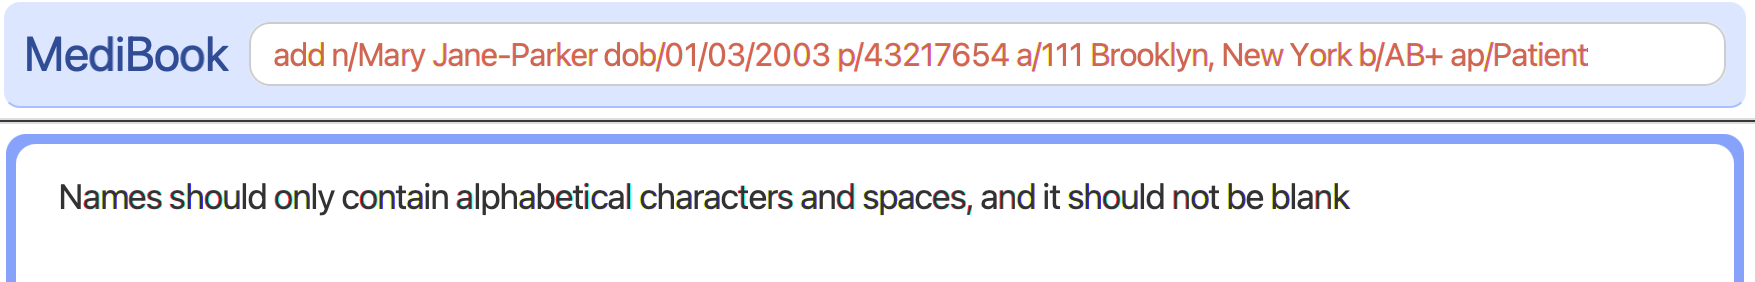 MediBook add n/Mary Jane-Parker dob/01/03/2003 p/43217654 a/111 Brooklyn, New York b/AB+ ap/Patient
Names should only contain alphabetical characters and spaces, and it should not be blank